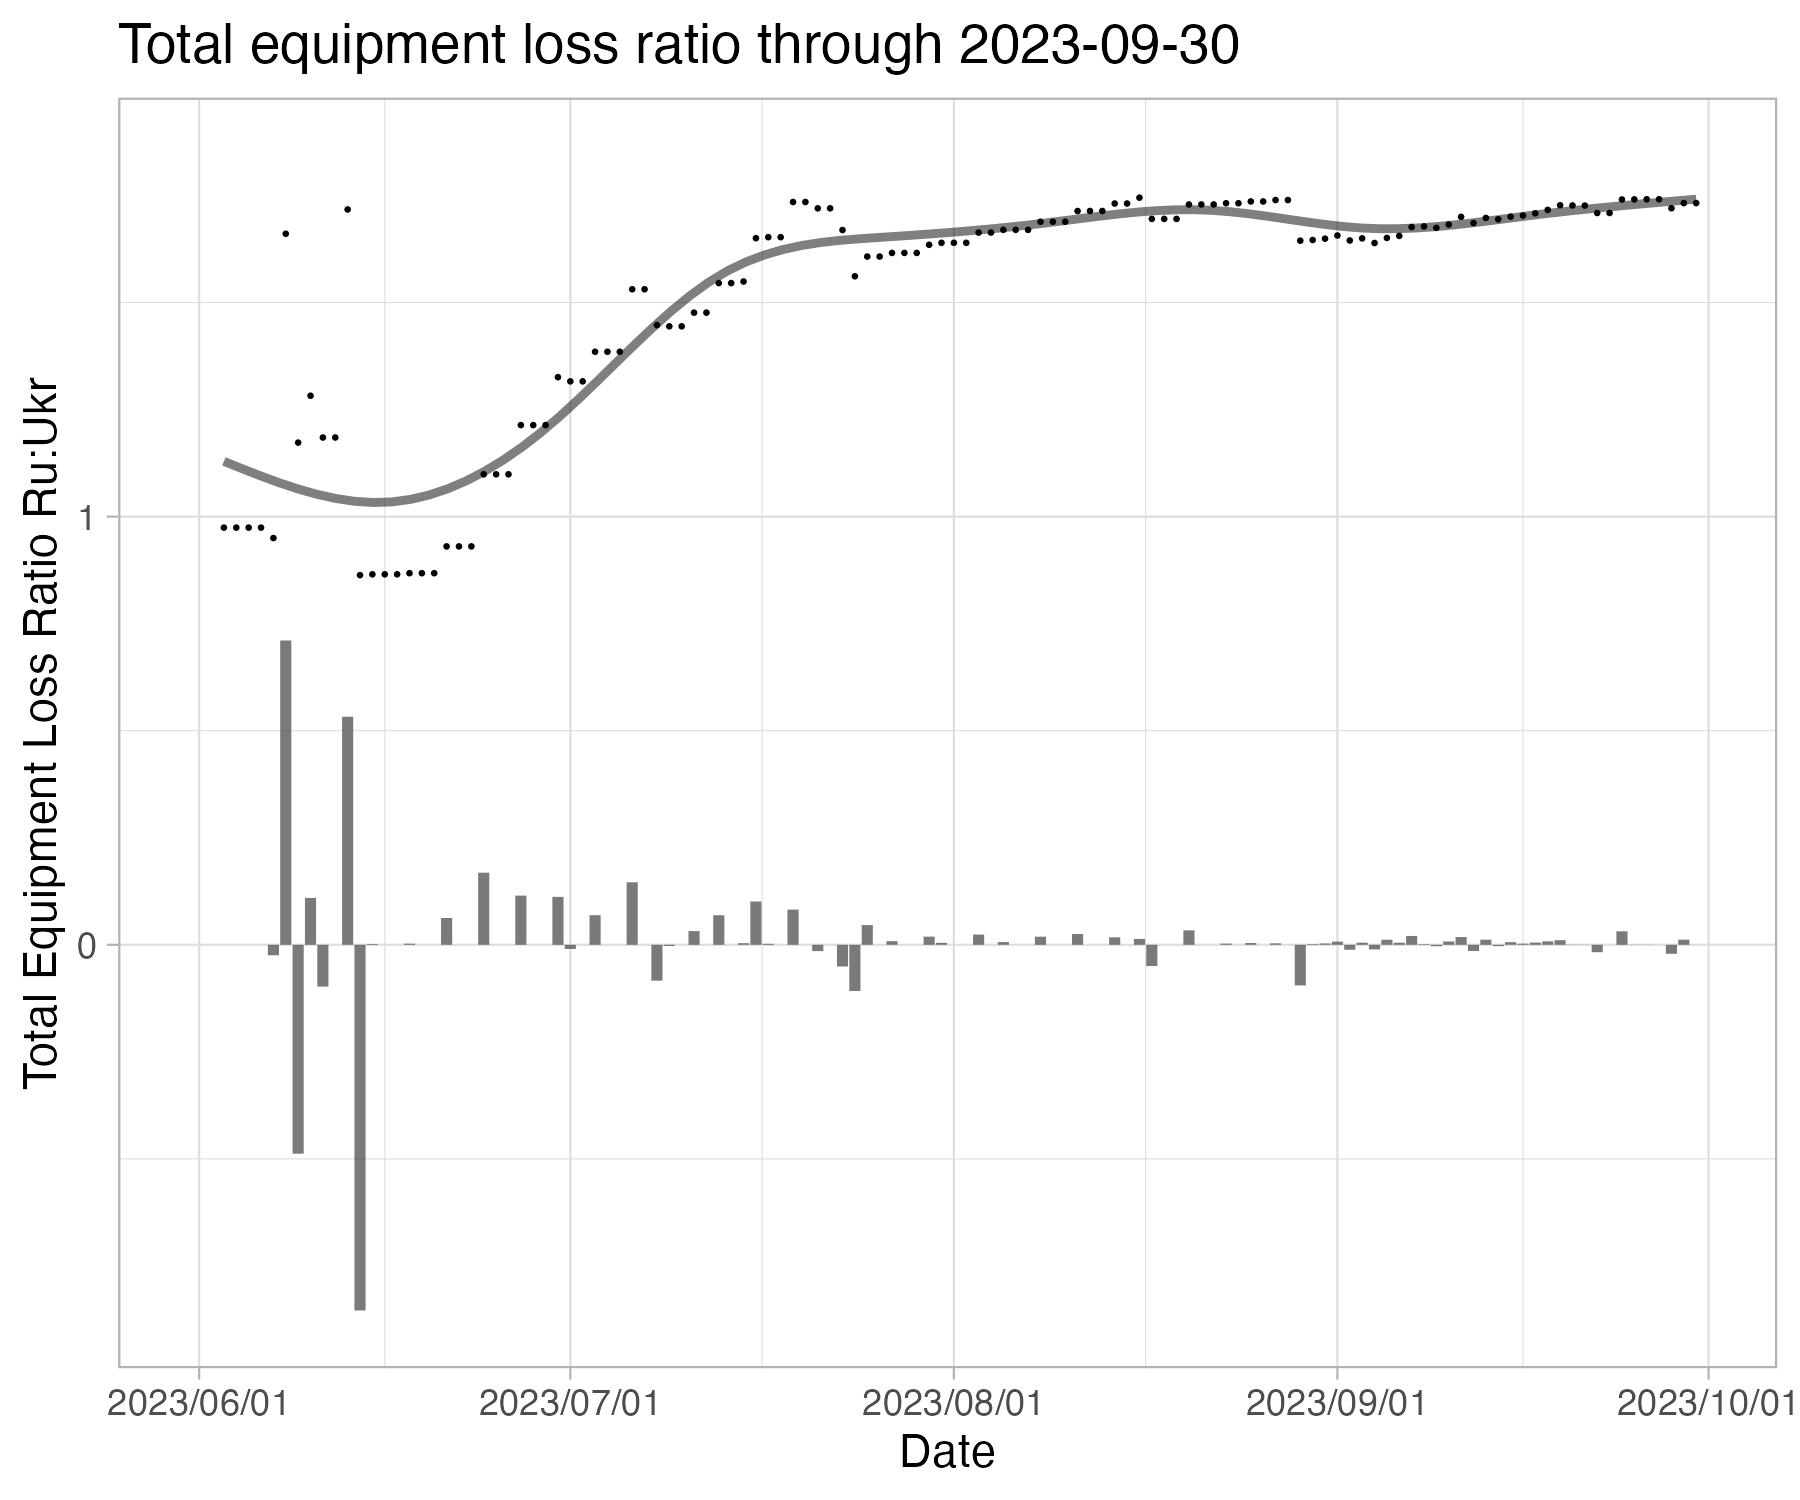 Total equipment loss ratio through 2023-09-30
Total Equipment Loss Ratio Ru:Ukr
1
0
2023/06/01
2023/07/01
2023/08/01
2023/09/01
2023/10/01
Date